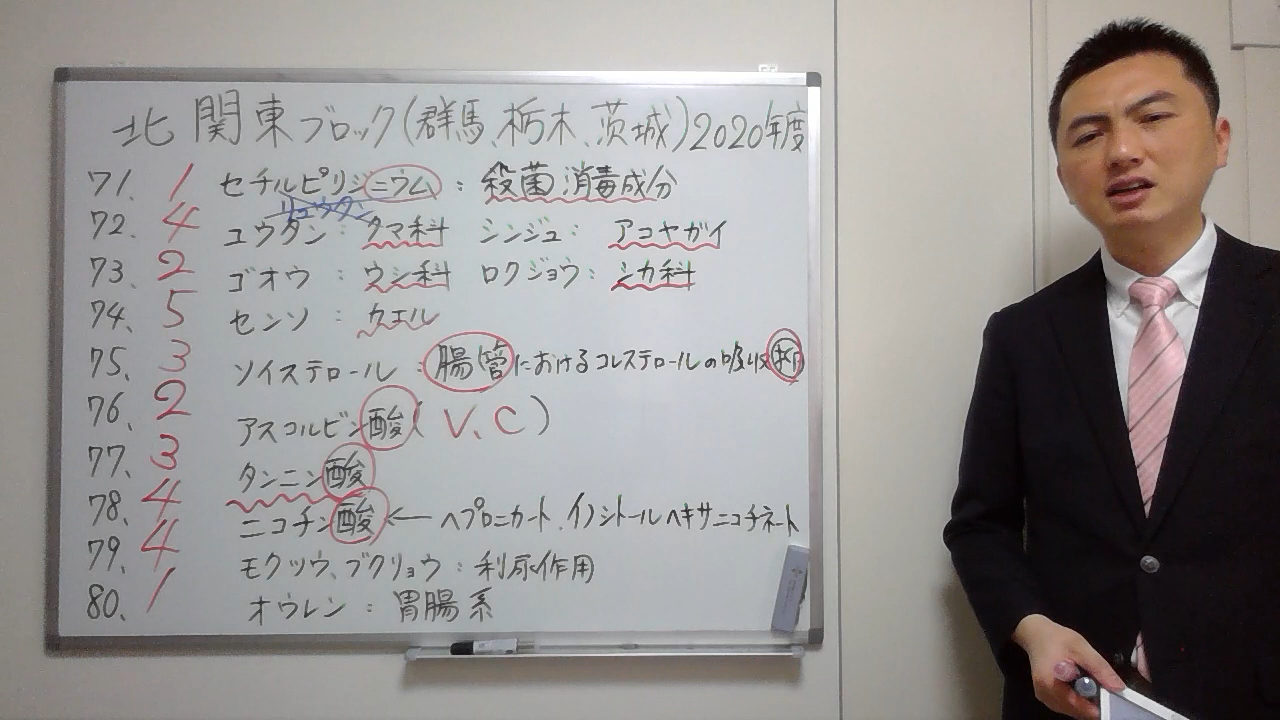 北関東ブロック(群馬、栃木、茨城)2020年度
71. 1 セチルピリジニウム : 殺菌消毒成分
リュウタン
72. 4 ユウタン : クマ科 シンジュ : アコヤガイ
73. 2 ゴオウ : ウシ科 ロクジョウ : シカ科
74. 5 センソ : カエル
75. 3 ソイステロール : 腸管におけるコレステロールの吸収抑
76. 2 アスコルビン酸(V.C)
77. 3 タンニン酸
78. 4 ニコチン酸 ← ヘプロニカート、イノシトールヘキサニコチネート
79. 4 モクツウ、ブクリョウ : 利尿作用
80. 1 オウレン : 胃腸系